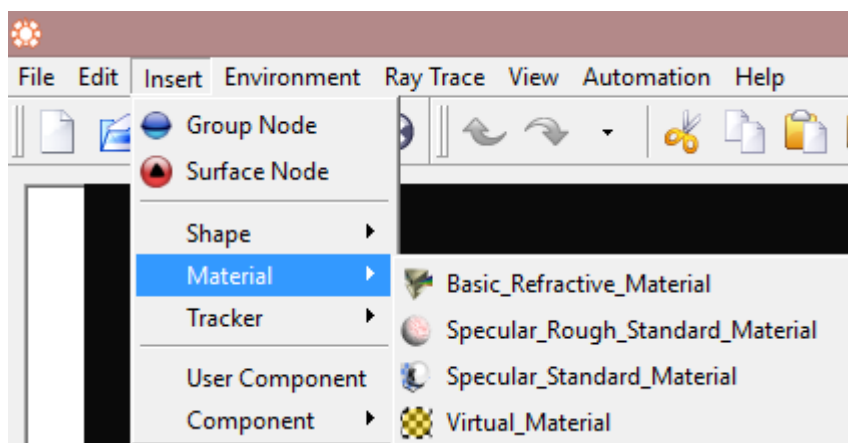 File Edit Insert Environment Ray Trace View Automation Help
Group Node
Surface Node
Shape
Material
Basic_Refractive_Material
Tracker
Specular_Rough_Standard_Material
User Component
Specular_Standard_Material
Component
Virtual_Material